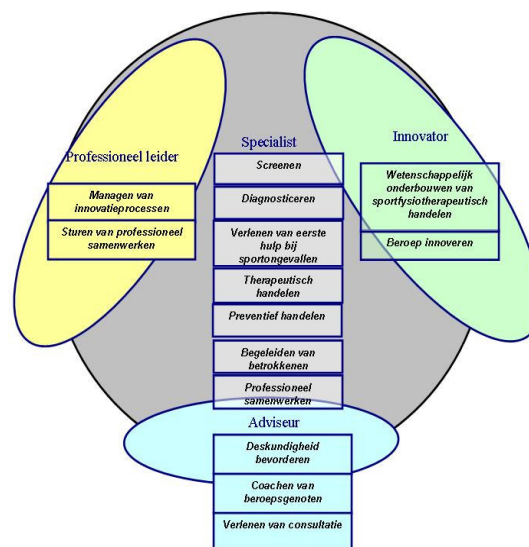 Professioneel leider
Managen van
innovatieprocessen
Sturen van professioneel
samenwerken
Specialist
Screenen
Diagnosticeren
Verlenen van eerste
hulp bij
sportongevallen
Therapeutisch
handelen
Preventief handelen
Begeleiden van
betrokkenen
Professioneel
samenwerken
Innovator
Wetenschappelijk
onderbouwen van
sportfysiotherapeutisch
handelen
Beroep innoveren
Adviseur
Deskundigheid
bevorderen
Coachen van
beroepsgenoten
Verlenen van consultatie